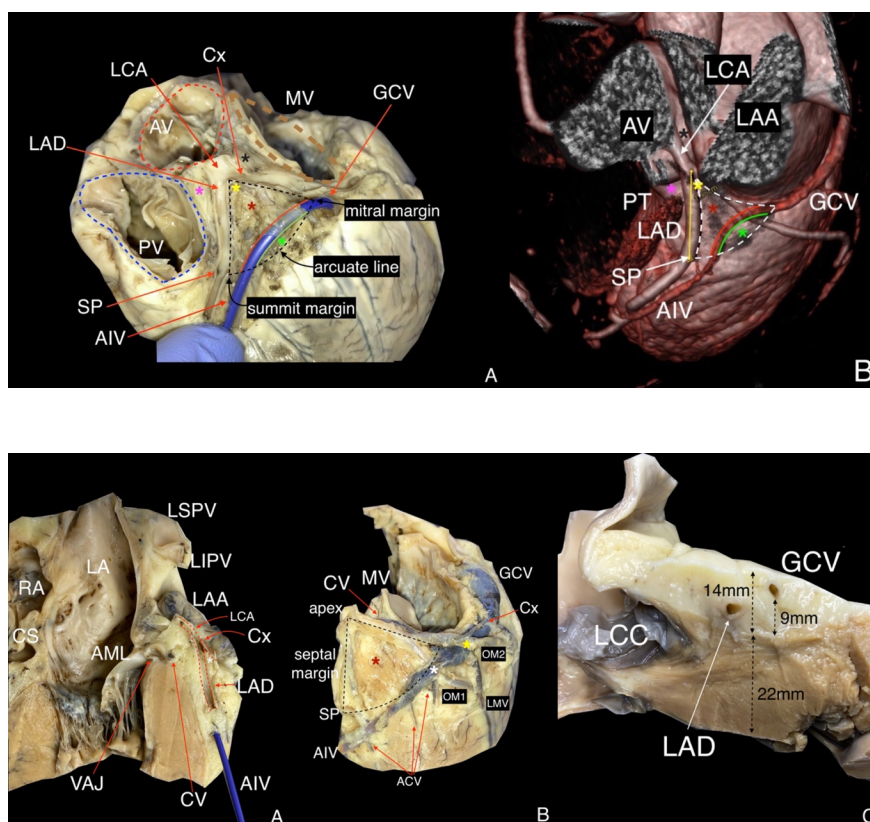 Cx
LCA
MV
GCV
AV
LAD
mitral margin
PV
arcuate line
SP
summit margin
AIV
A
LCA
AV
LAA
PT
GCV
LAD
SP
AIV
B
LSPV
LIPV
LA
RA
LAA
LCA
Cx
CS
AML
LAD
VAJ
CV
AIV
A
CV
MV
GCV
apex
Cx
septal
margin
OM2
OM1
SP
LMV
AIV
ACV
B
GCV
14mm
9mm
LCC
22mm
LAD
C